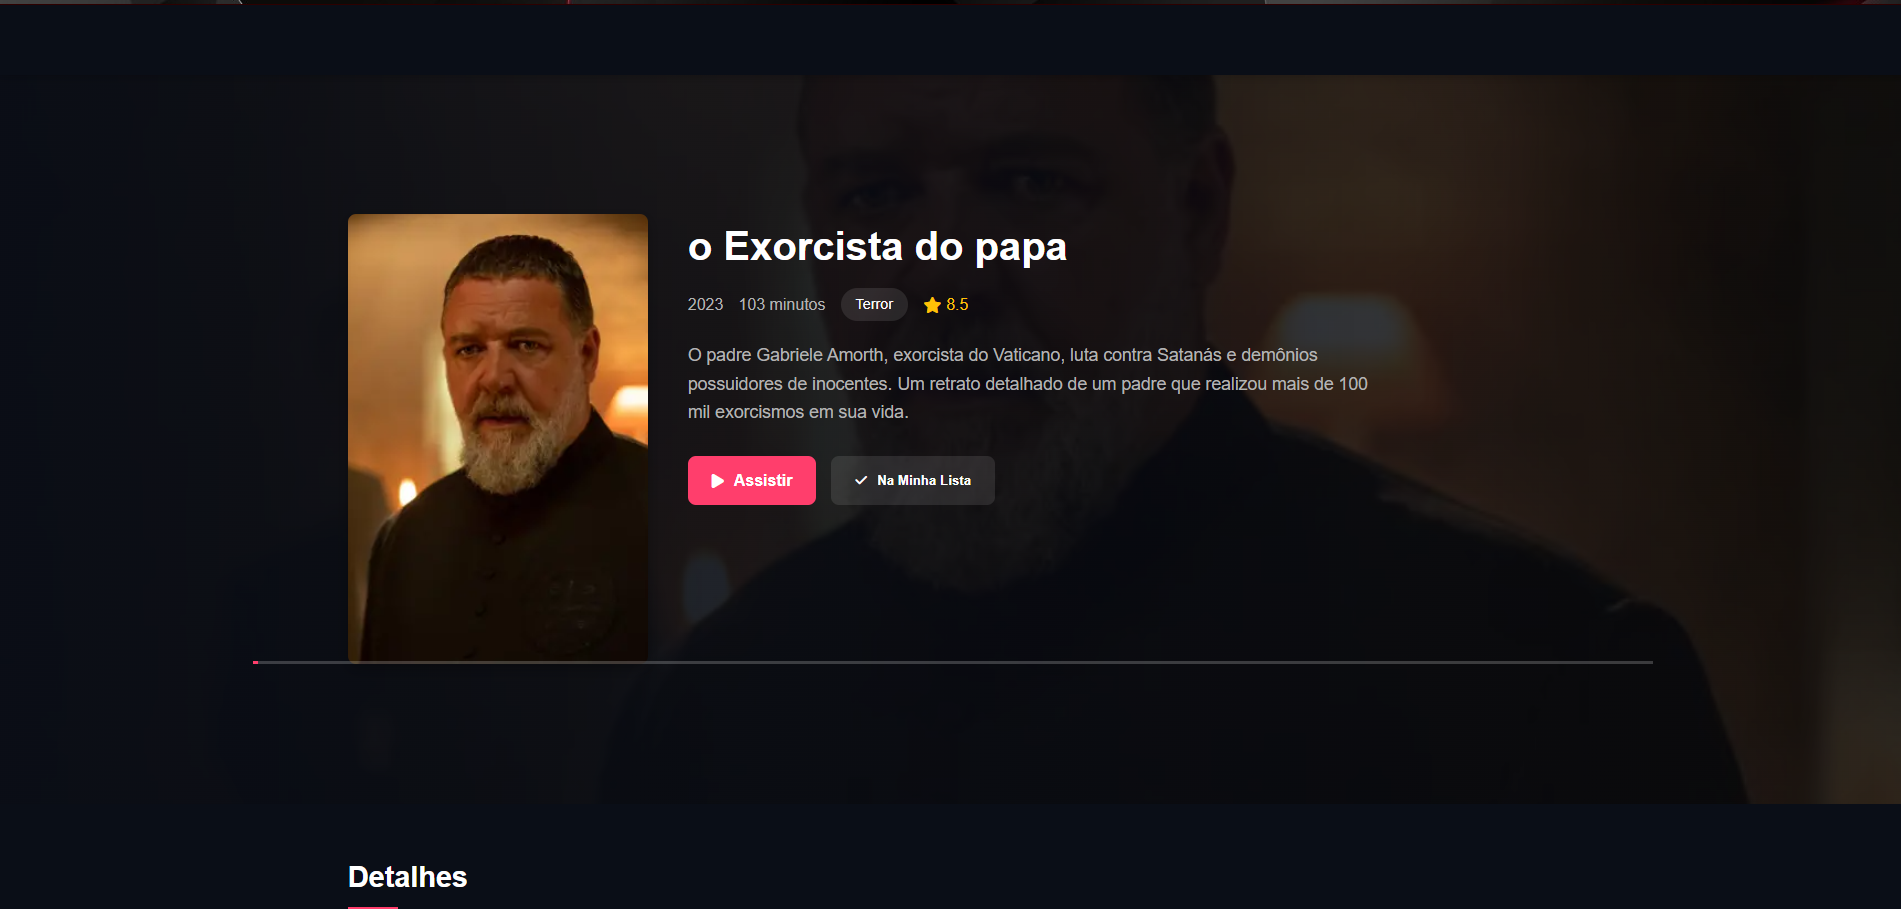 o Exorcista do papa
2023 103 minutos Terror 8.5
O padre Gabriele Amorth, exorcista do Vaticano, luta contra Satanás e demônios
possuidores de inocentes. Um retrato detalhado de um padre que realizou mais de 100
mil exorcismos em sua vida.
Assistir Na Minha Lista
Detalhes